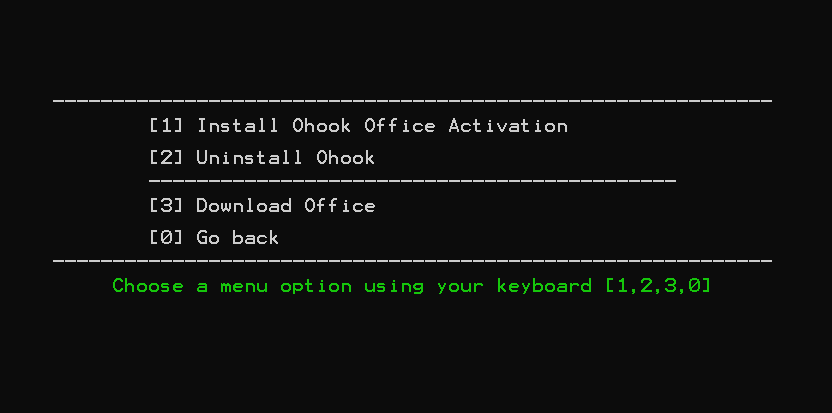 [1] Install Ohook Office Activation
[2] Uninstall Ohook
[3] Download Office
[0] Go back
Choose a menu option using your keyboard [1,2,3,0]